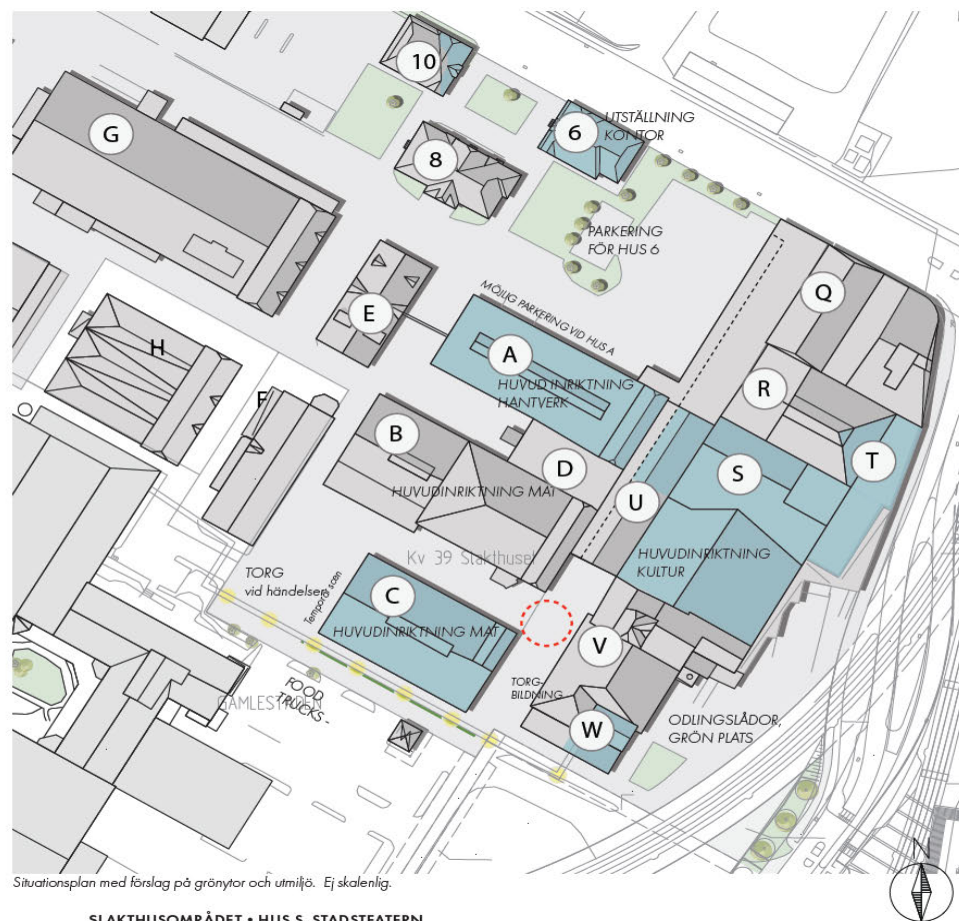 10
G
6
UTSTÄLLNING
KONTOR
8
PARKERING
FÖR HUS 6
Q
E
MÖJLIG PARKERING VID HUS A
H
A
HUVUDINRIKTNING
HANTVERK
R
F
B
D
S
T
HUVUDINRIKTNING MAT
U
HUVUDINRIKTNING
KULTUR
Kv 39 Slakthuset
TORG
vid händelser
Temporär scen
C
HUVUDINRIKTNING MAT
V
FOOD
TRUCKS-
GAMLESTADEN
TORG-
BILDNING
W
ODLINGSLÅDOR,
GRÖN PLATS
N
Situationsplan med förslag på grönytor och utmiljö. Ej skalenlig.
SLAKTHUSOMRÅDET • HUS S, STADSTEATERN